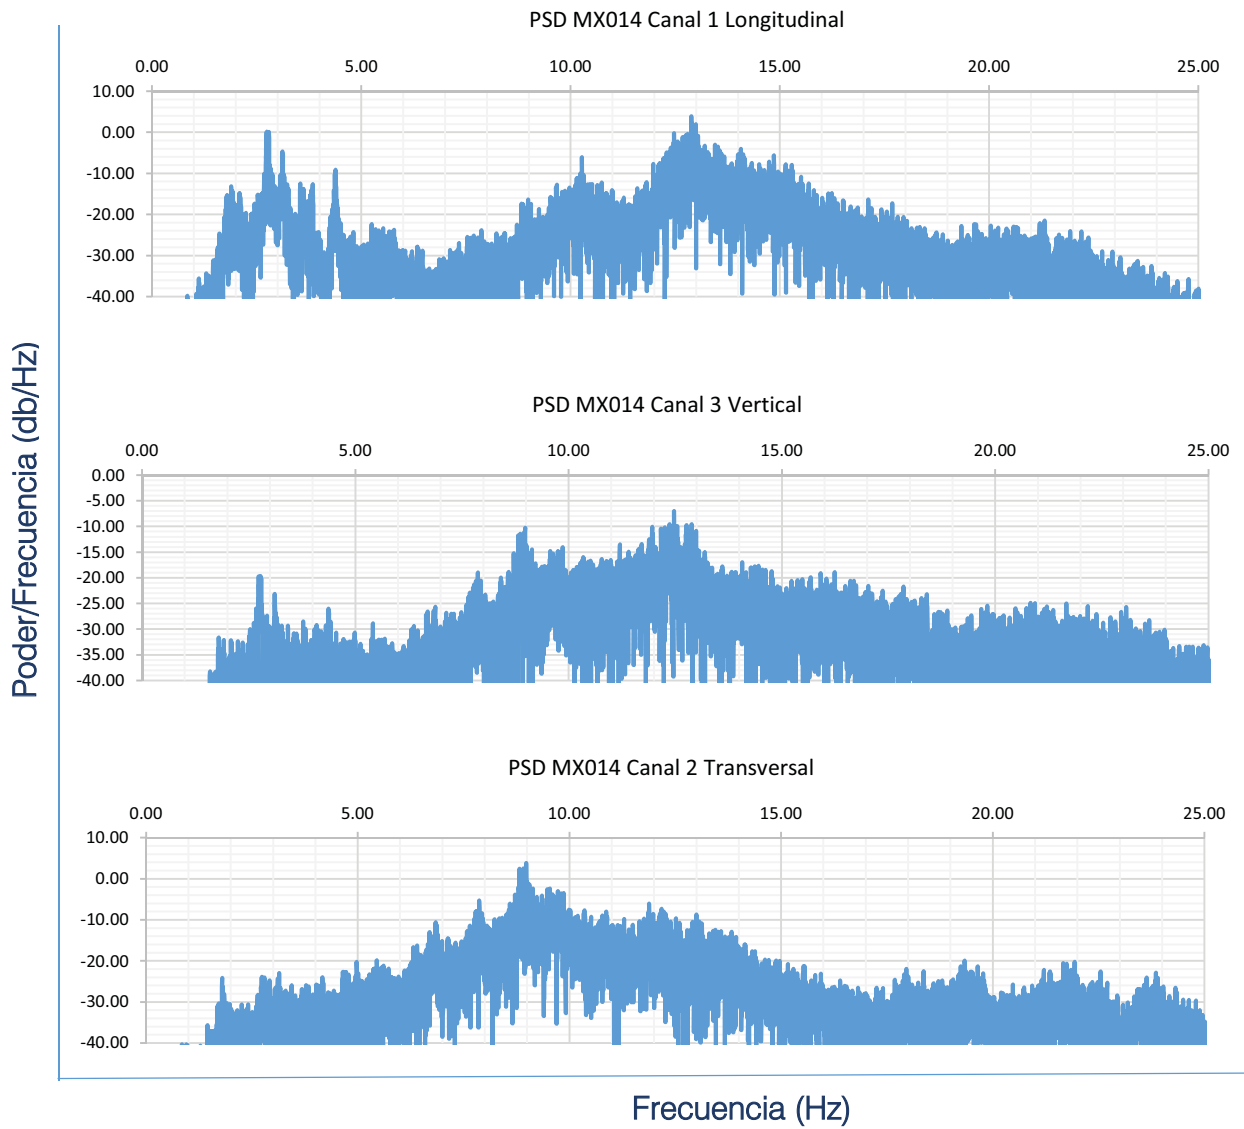 PSD MX014 Canal 1 Longitudinal
0.00 5.00 10.00 15.00 20.00 25.00
10.00
0.00
-10.00
-20.00
-30.00
-40.00
PSD MX014 Canal 3 Vertical
0.00 5.00 10.00 15.00 20.00 25.00
0.00
-5.00
-10.00
-15.00
-20.00
-25.00
-30.00
-35.00
-40.00
PSD MX014 Canal 2 Transversal
0.00 5.00 10.00 15.00 20.00 25.00
10.00
0.00
-10.00
-20.00
-30.00
-40.00
Poder/Frecuencia (db/Hz)
Frecuencia (Hz)